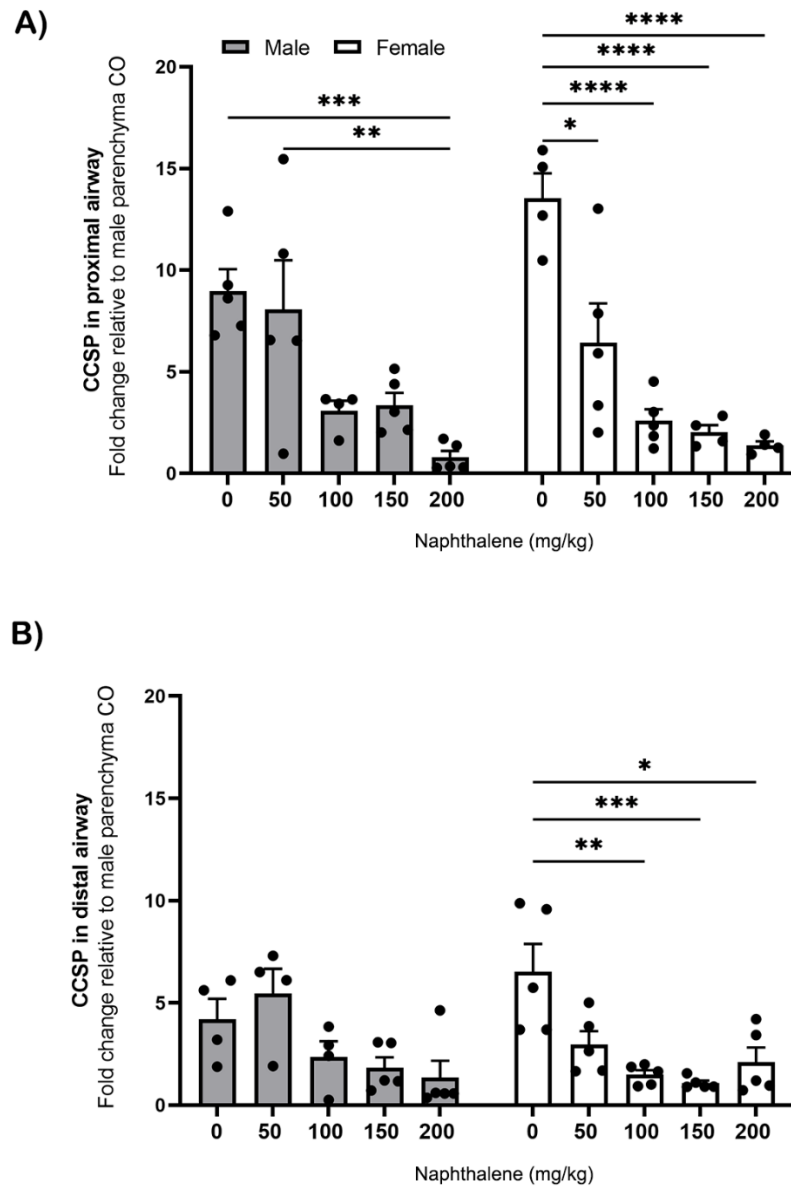 A)
Male Female
****
****
***
****
**
*
20
15
10
5
0
CCSP in proximal airway
Fold change relative to male parenchyma CO
0 50 100 150 200 0 50 100 150 200
Naphthalene (mg/kg)
B)
*
***
**
20
15
10
5
0
CCSP in distal airway
Fold change relative to male parenchyma CO
0 50 100 150 200 0 50 100 150 200
Naphthalene (mg/kg)